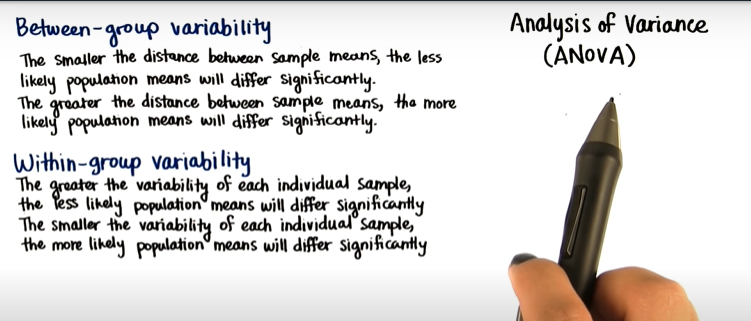 Between-group variability
The smaller the distance between sample means, the less
likely population means will differ significantly.
The greater the distance between sample means, the more
likely population means will differ significantly.
Within-group variability
The greater the variability of each individual sample,
the less likely population means will differ significantly
The smaller the variability of each individual sample,
the more likely population means will differ significantly
Analysis of Variance
(ANOVA)